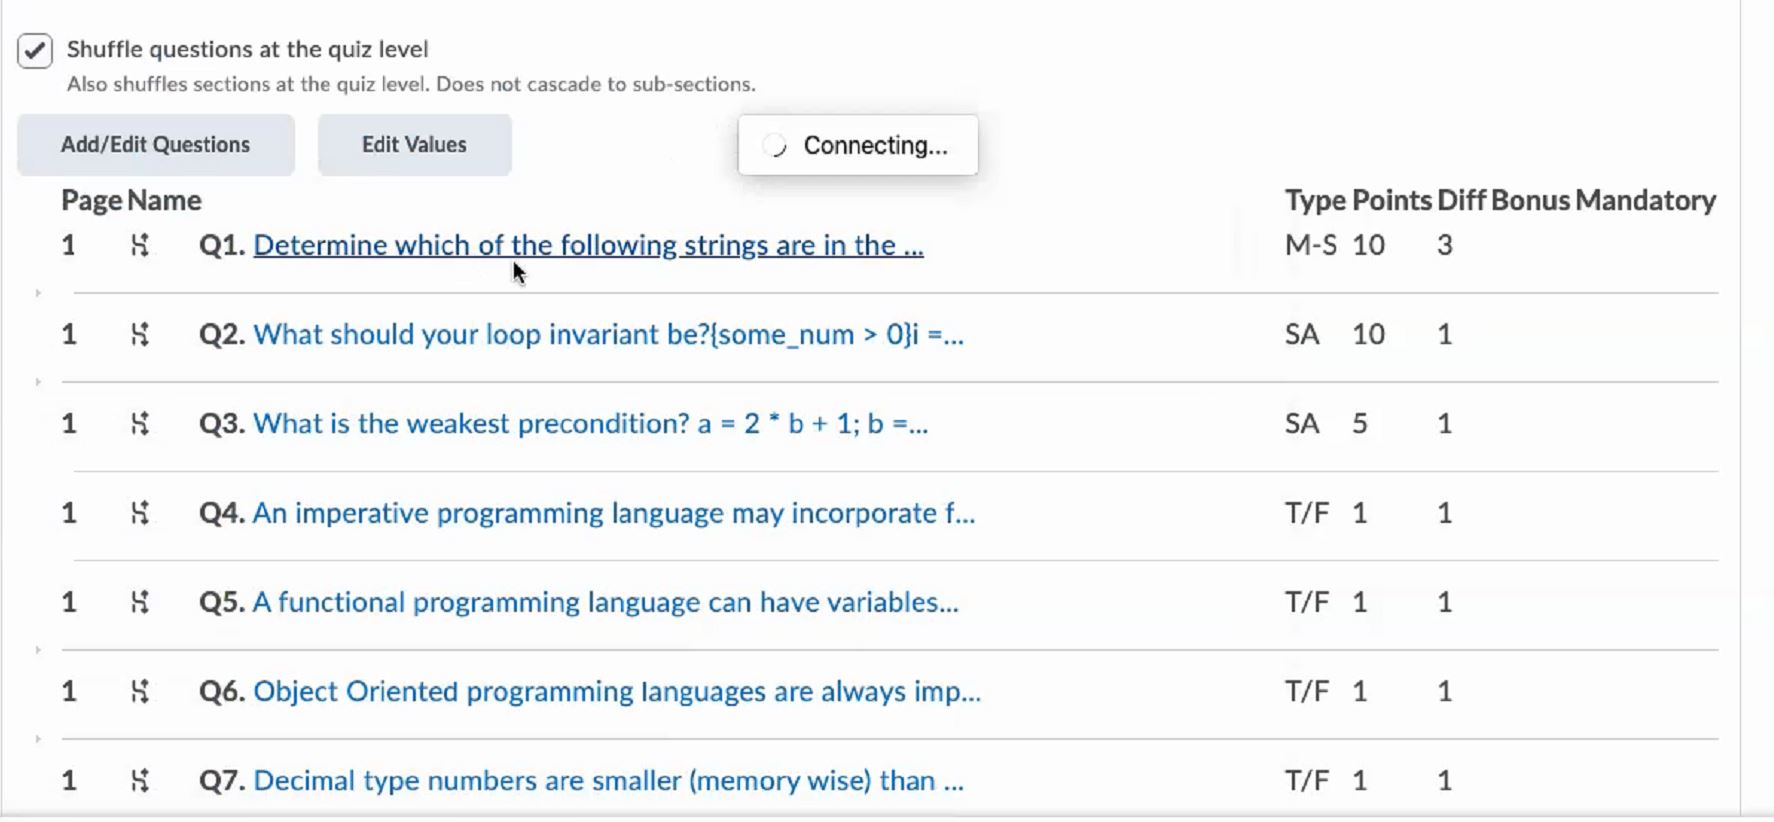 Shuffle questions at the quiz level
Also shuffles sections at the quiz level. Does not cascade to sub-sections.
Add/Edit Questions Edit Values Connecting...
Page Name Type Points Diff Bonus Mandatory
1 Q1. Determine which of the following strings are in the ... M-S 10 3
1 Q2. What should your loop invariant be?{some_num > 0}i =... SA 10 1
1 Q3. What is the weakest precondition? a = 2 * b + 1; b =... SA 5 1
1 Q4. An imperative programming language may incorporate f... T/F 1 1
1 Q5. A functional programming language can have variables... T/F 1 1
1 Q6. Object Oriented programming languages are always imp... T/F 1 1
1 Q7. Decimal type numbers are smaller (memory wise) than ... T/F 1 1